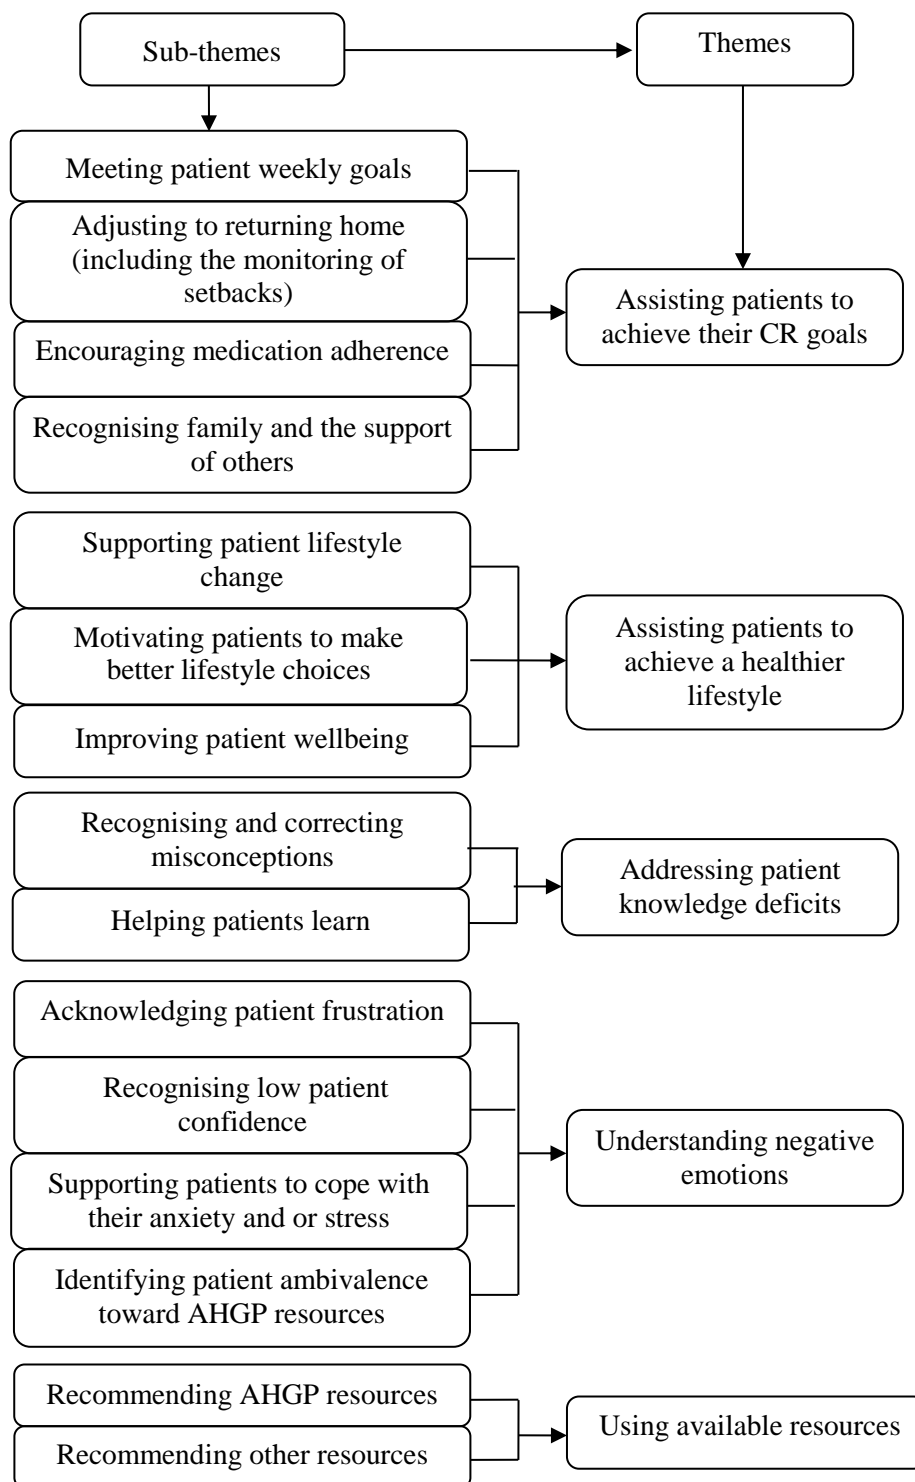 Sub-themes
Themes
Meeting patient weekly goals
Adjusting to returning home
(including the monitoring of
setbacks)
Encouraging medication adherence
Recognising family and the support
of others
Assisting patients to
achieve their CR goals
Supporting patient lifestyle
change
Motivating patients to make
better lifestyle choices
Improving patient wellbeing
Assisting patients to
achieve a healthier
lifestyle
Recognising and correcting
misconceptions
Helping patients learn
Addressing patient
knowledge deficits
Acknowledging patient frustration
Recognising low patient
confidence
Supporting patients to cope with
their anxiety and or stress
Identifying patient ambivalence
toward AHGP resources
Understanding negative
emotions
Recommending AHGP resources
Recommending other resources
Using available resources